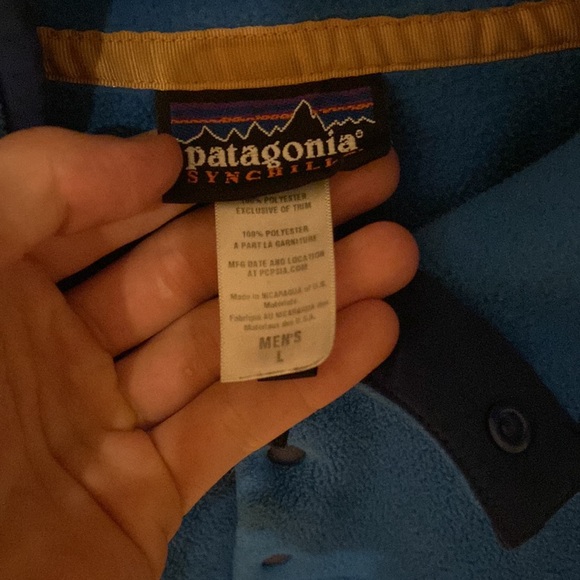 patagonia®
SYNCHILLA
100% POLYESTER
EXCLUSIVE OF TRIM
100% POLYESTER
A PART LA GARNITURE
MFG DATE AND LOCATION
AT PCPSIA.COM
Made in NICARAGUA of U.S.
Materials
Fabriqué AU NICARAGUA des
Materiaux des U.S.A.
MEN'S
L